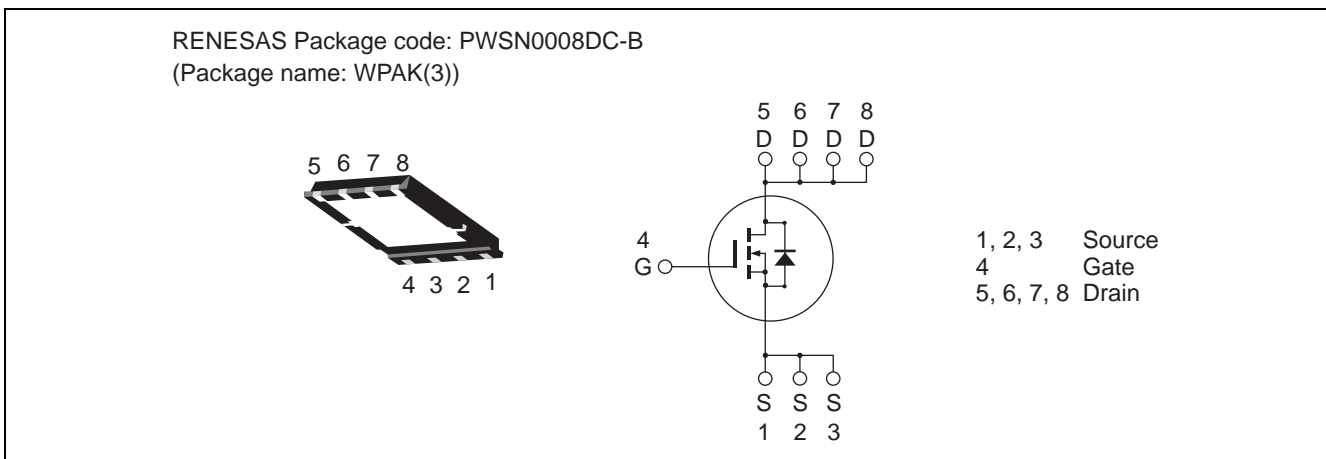 RENESAS Package code: PWSN0008DC-B
(Package name: WPAK(3))
5 6 7 8
4 3 2 1
5 6 7 8
D D D D
4
G
S S S
1 2 3
1, 2, 3 Source
4 Gate
5, 6, 7, 8 Drain